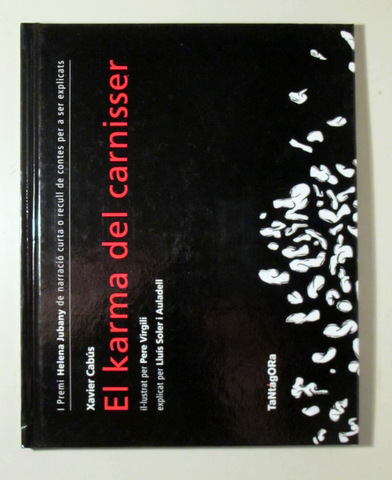 I Premi Helena Jubany de narració curta o recull de contes per a ser explicats
Xavier Cabús
El karma del carnisser
il·lustrat per Pere Virgili
explicat per Lluís Soler i Auladell
TaNtàgORa